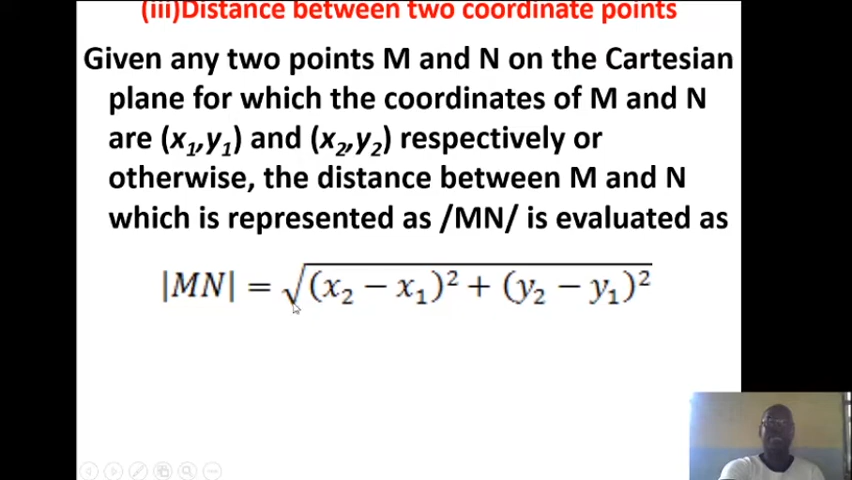 (iii)Distance between two coordinate points
Given any two points M and N on the Cartesian
plane for which the coordinates of M and N
are (x₁,y₁) and (x₂,y₂) respectively or
otherwise, the distance between M and N
which is represented as /MN/ is evaluated as
|MN| = √(x₂ − x₁)² + (y₂ − y₁)²